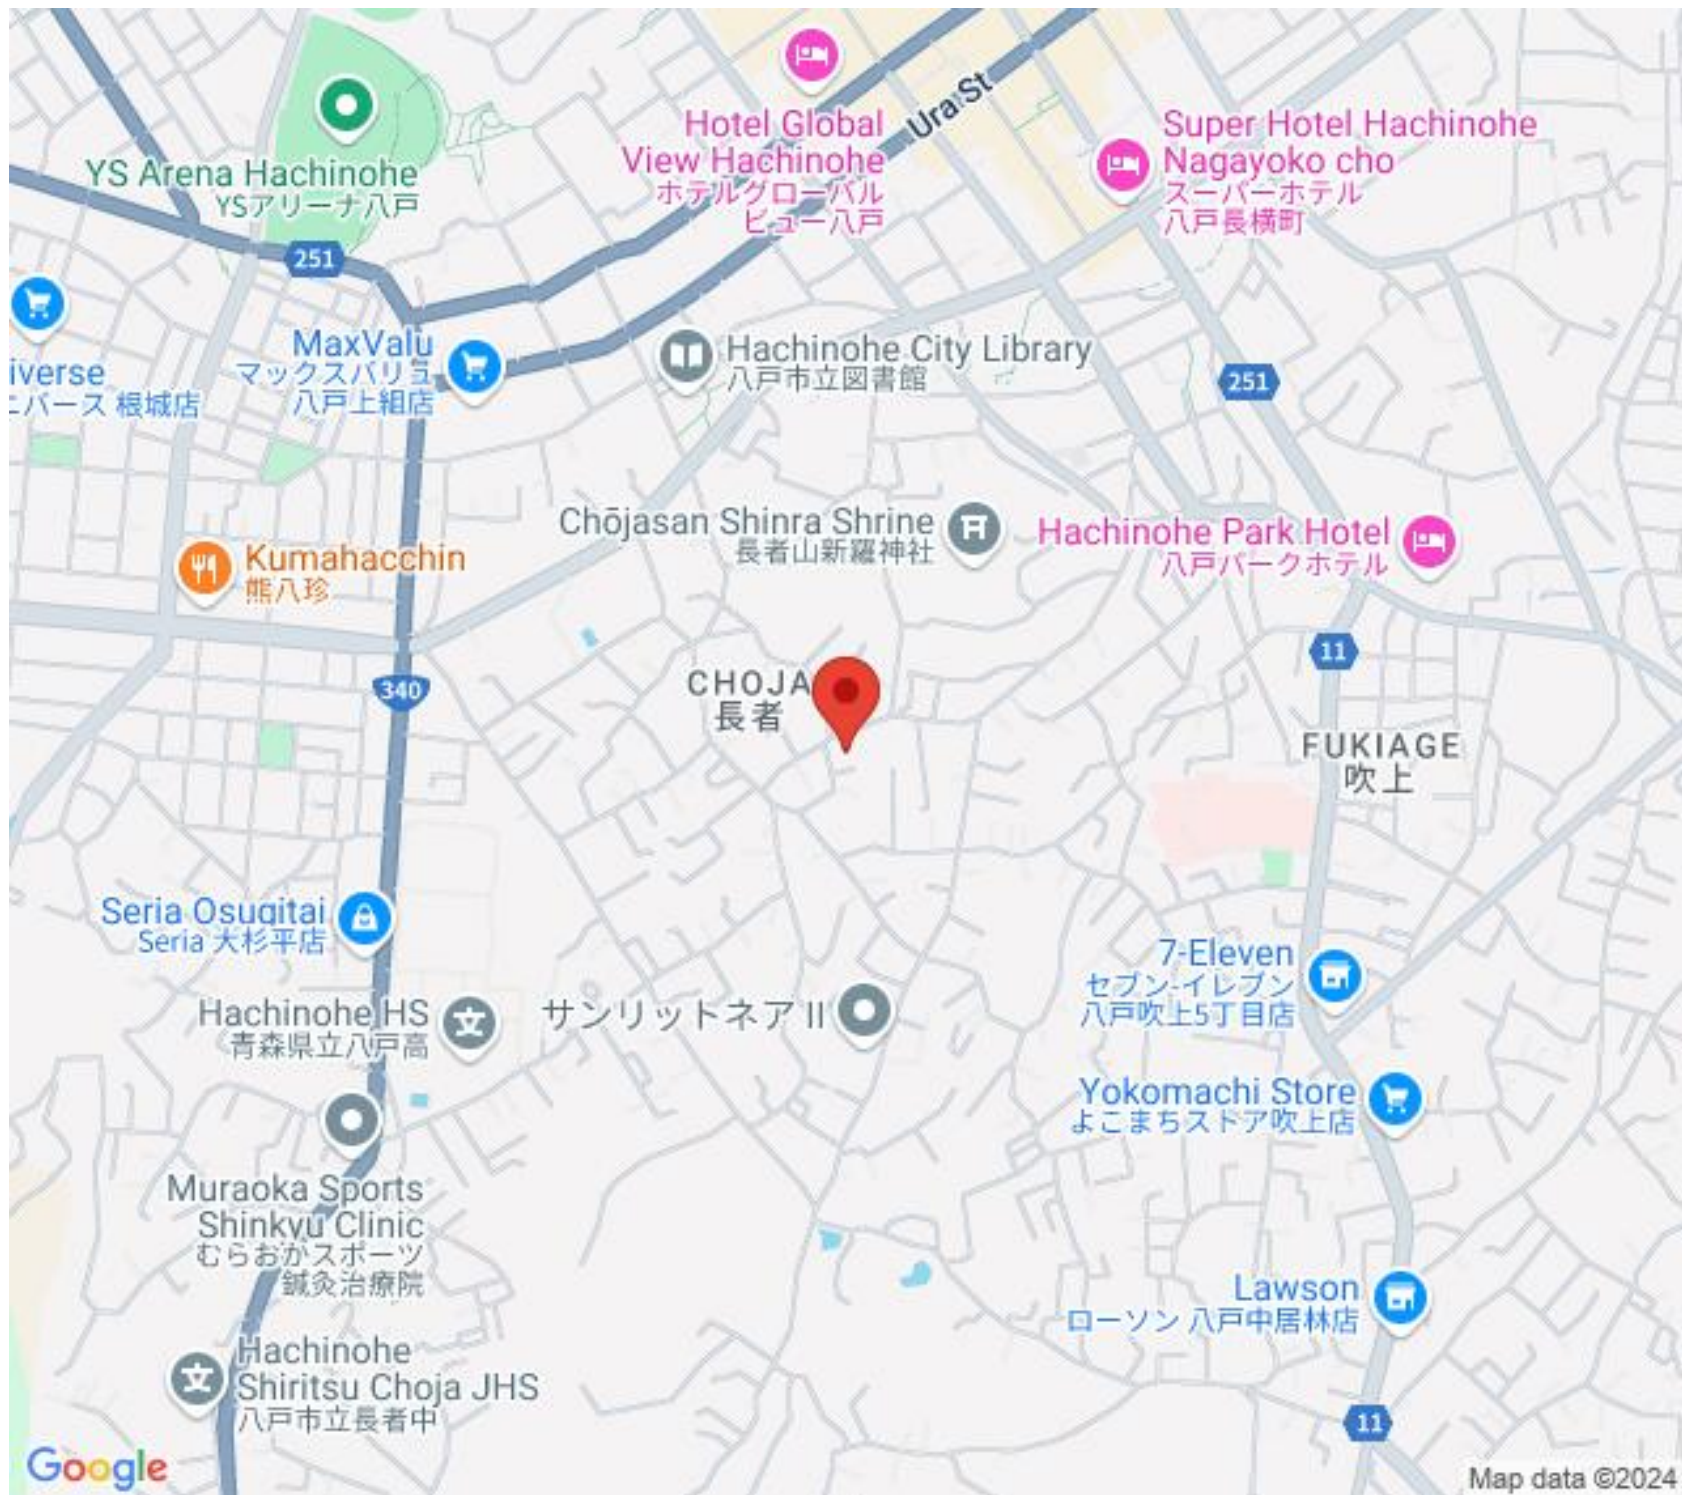 Ura St
Hotel Global
View Hachinohe
ホテルグローバル
ビュー八戸
Super Hotel Hachinohe
Nagayoko cho
スーパーホテル
八戸長横町
YS Arena Hachinohe
YSアリーナ八戸
251
MaxValu
マックスバリュ
八戸上組店
iverse
ニバース 根城店
Hachinohe City Library
八戸市立図書館
251
Chōjasan Shinra Shrine
長者山新羅神社
Hachinohe Park Hotel
八戸パークホテル
Kumahacchin
熊八珍
11
340
CHOJA
長者
FUKIAGE
吹上
Seria Osugitai
Seria 大杉平店
7-Eleven
セブン-イレブン
八戸吹上5丁目店
Hachinohe HS
青森県立八戸高
サンリットネア II
Yokomachi Store
よこまちストア吹上店
Muraoka Sports
Shinkyu Clinic
むらおかスポーツ
鍼灸治療院
Lawson
ローソン 八戸中居林店
Hachinohe
Shiritsu Choja JHS
八戸市立長者中
11
Google
Map data ©2024